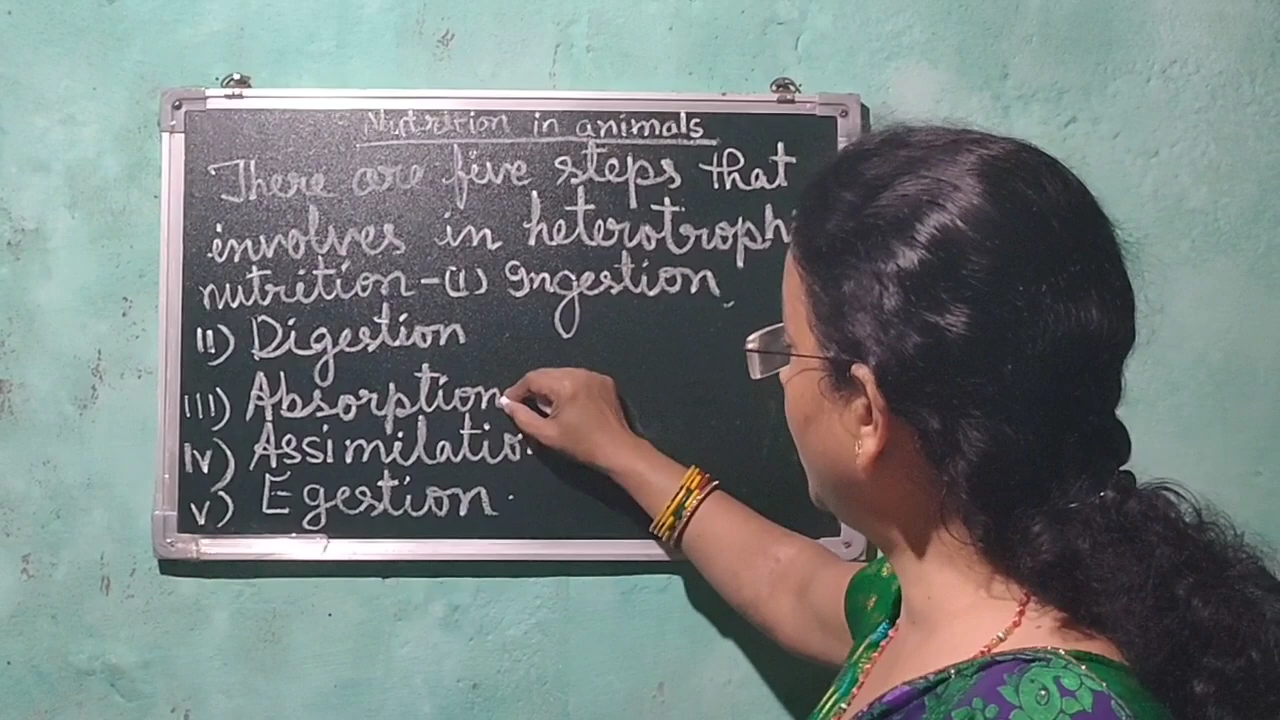 Nutrition in animals
There are five steps that
involves in heterotroph
nutrition-(i) Ingestion
II) Digestion
III) Absorption
IV) Assimilatio
V) Egestion.